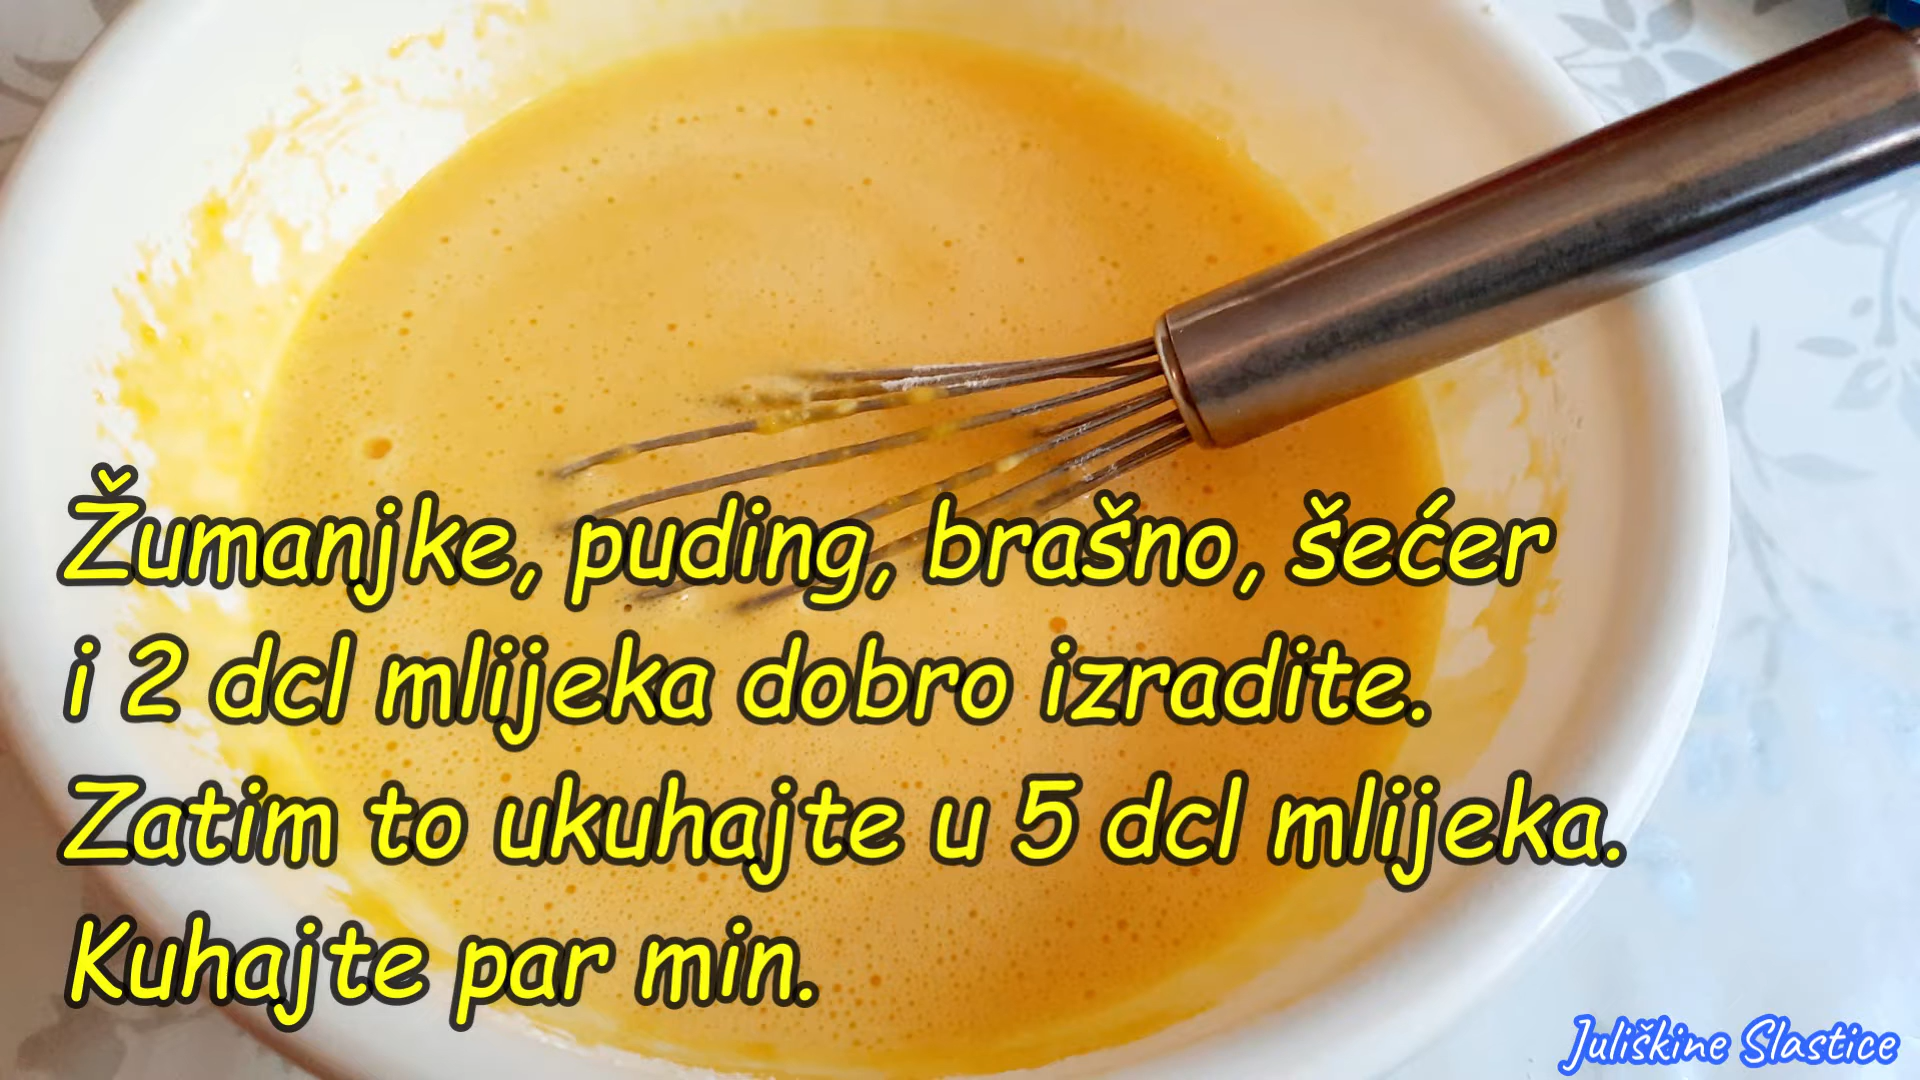 Žumanjke, puding, brašno, šećer
i 2 dcl mlijeka dobro izradite.
Zatim to ukuhajte u 5 dcl mlijeka.
Kuhajte par min.
Juliškine Slastice